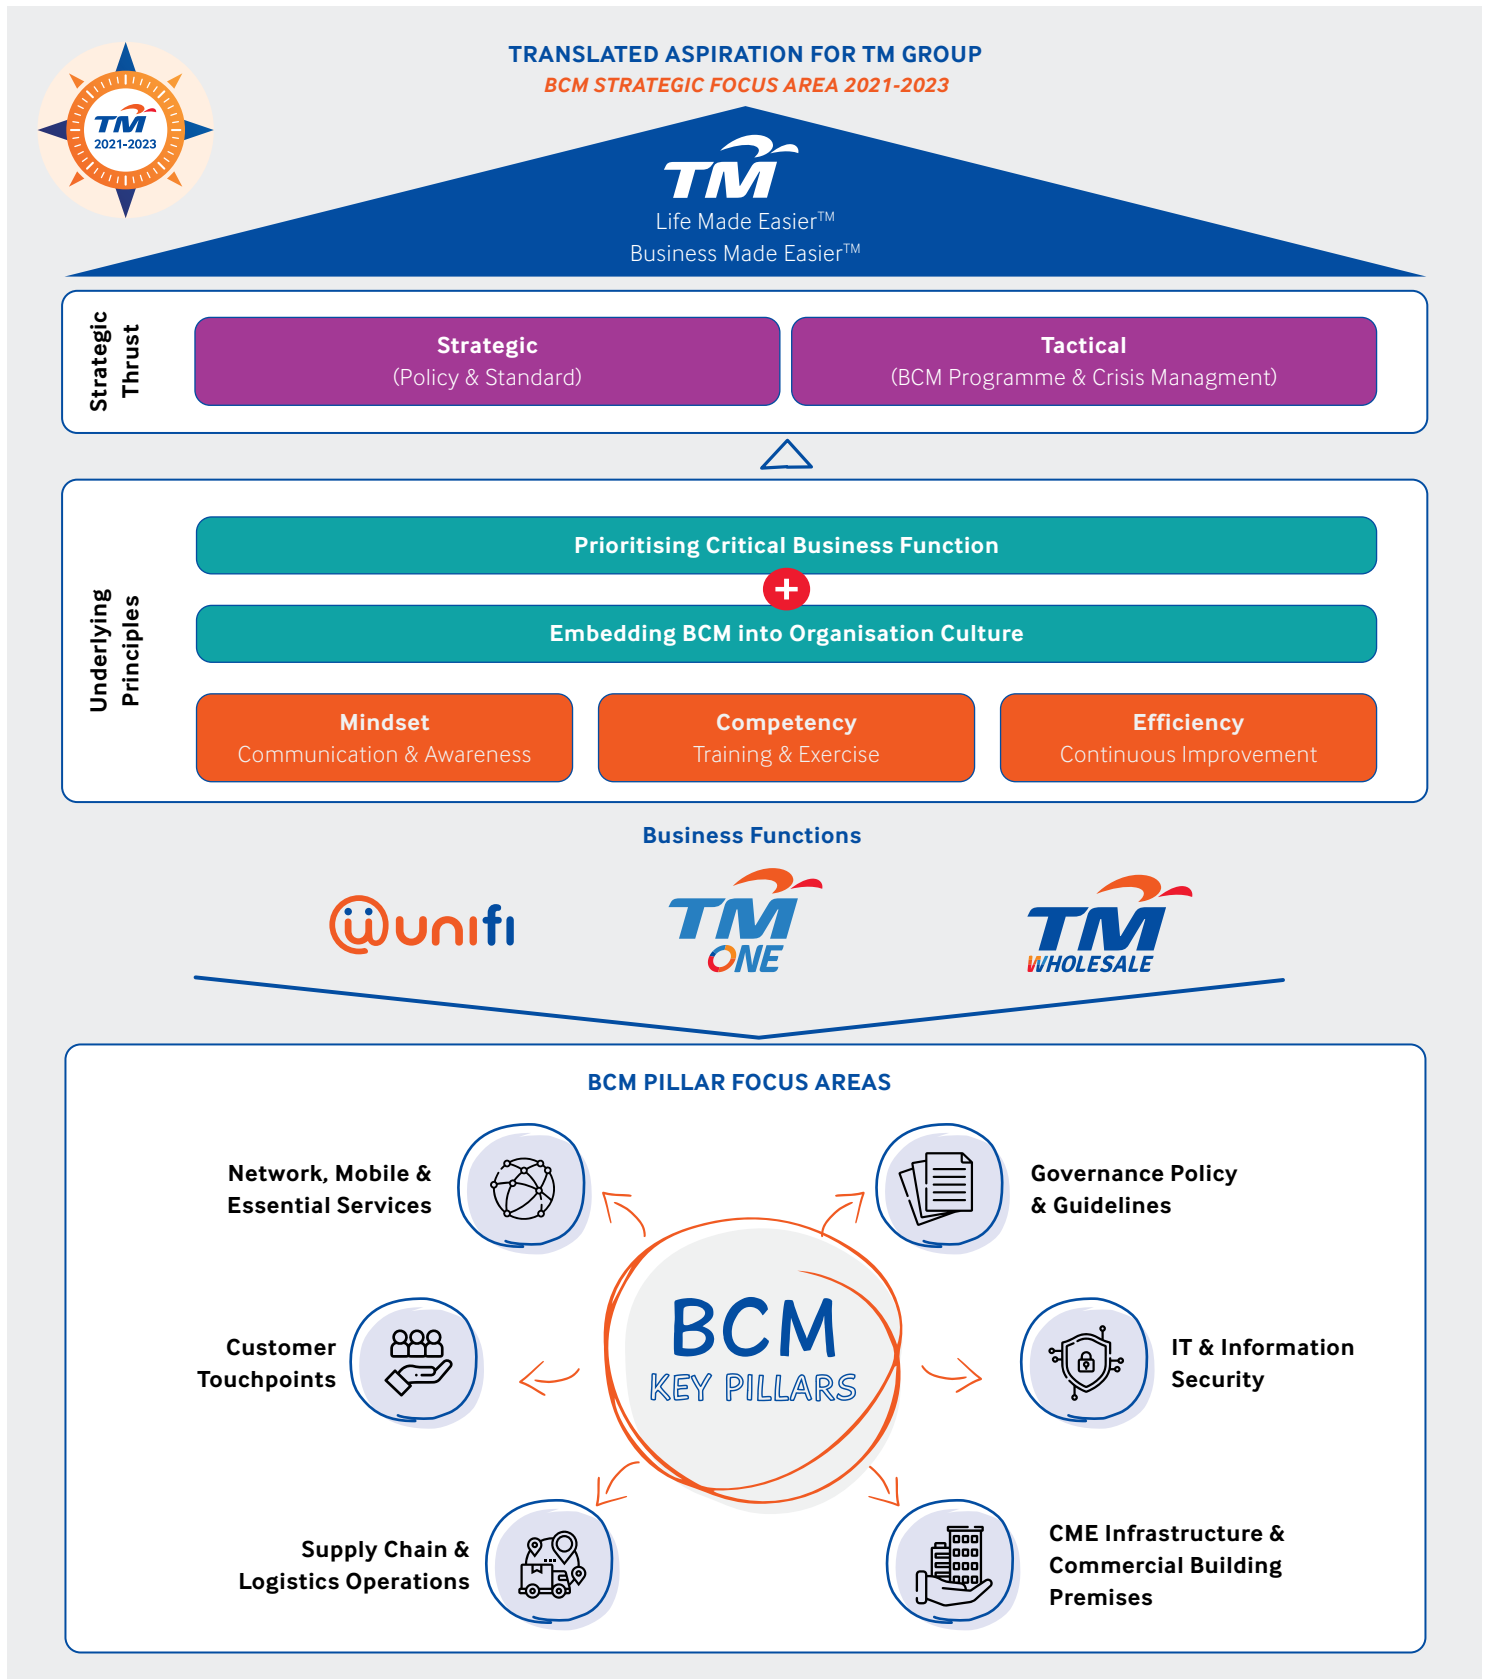 TRANSLATED ASPIRATION FOR TM GROUP
BCM STRATEGIC FOCUS AREA 2021-2023
TM
2021-2023
TM
Life Made Easier™
Business Made Easier™
Strategic
Thrust
Strategic
(Policy & Standard)
Tactical
(BCM Programme & Crisis Managment)
Underlying
Principles
Prioritising Critical Business Function
+
Embedding BCM into Organisation Culture
Mindset
Communication & Awareness
Competency
Training & Exercise
Efficiency
Continuous Improvement
Business Functions
unifi
TM
ONE
TM
WHOLESALE
BCM PILLAR FOCUS AREAS
Network, Mobile &
Essential Services
Governance Policy
& Guidelines
BCM
KEY PILLARS
Customer
Touchpoints
IT & Information
Security
Supply Chain &
Logistics Operations
CME Infrastructure &
Commercial Building
Premises